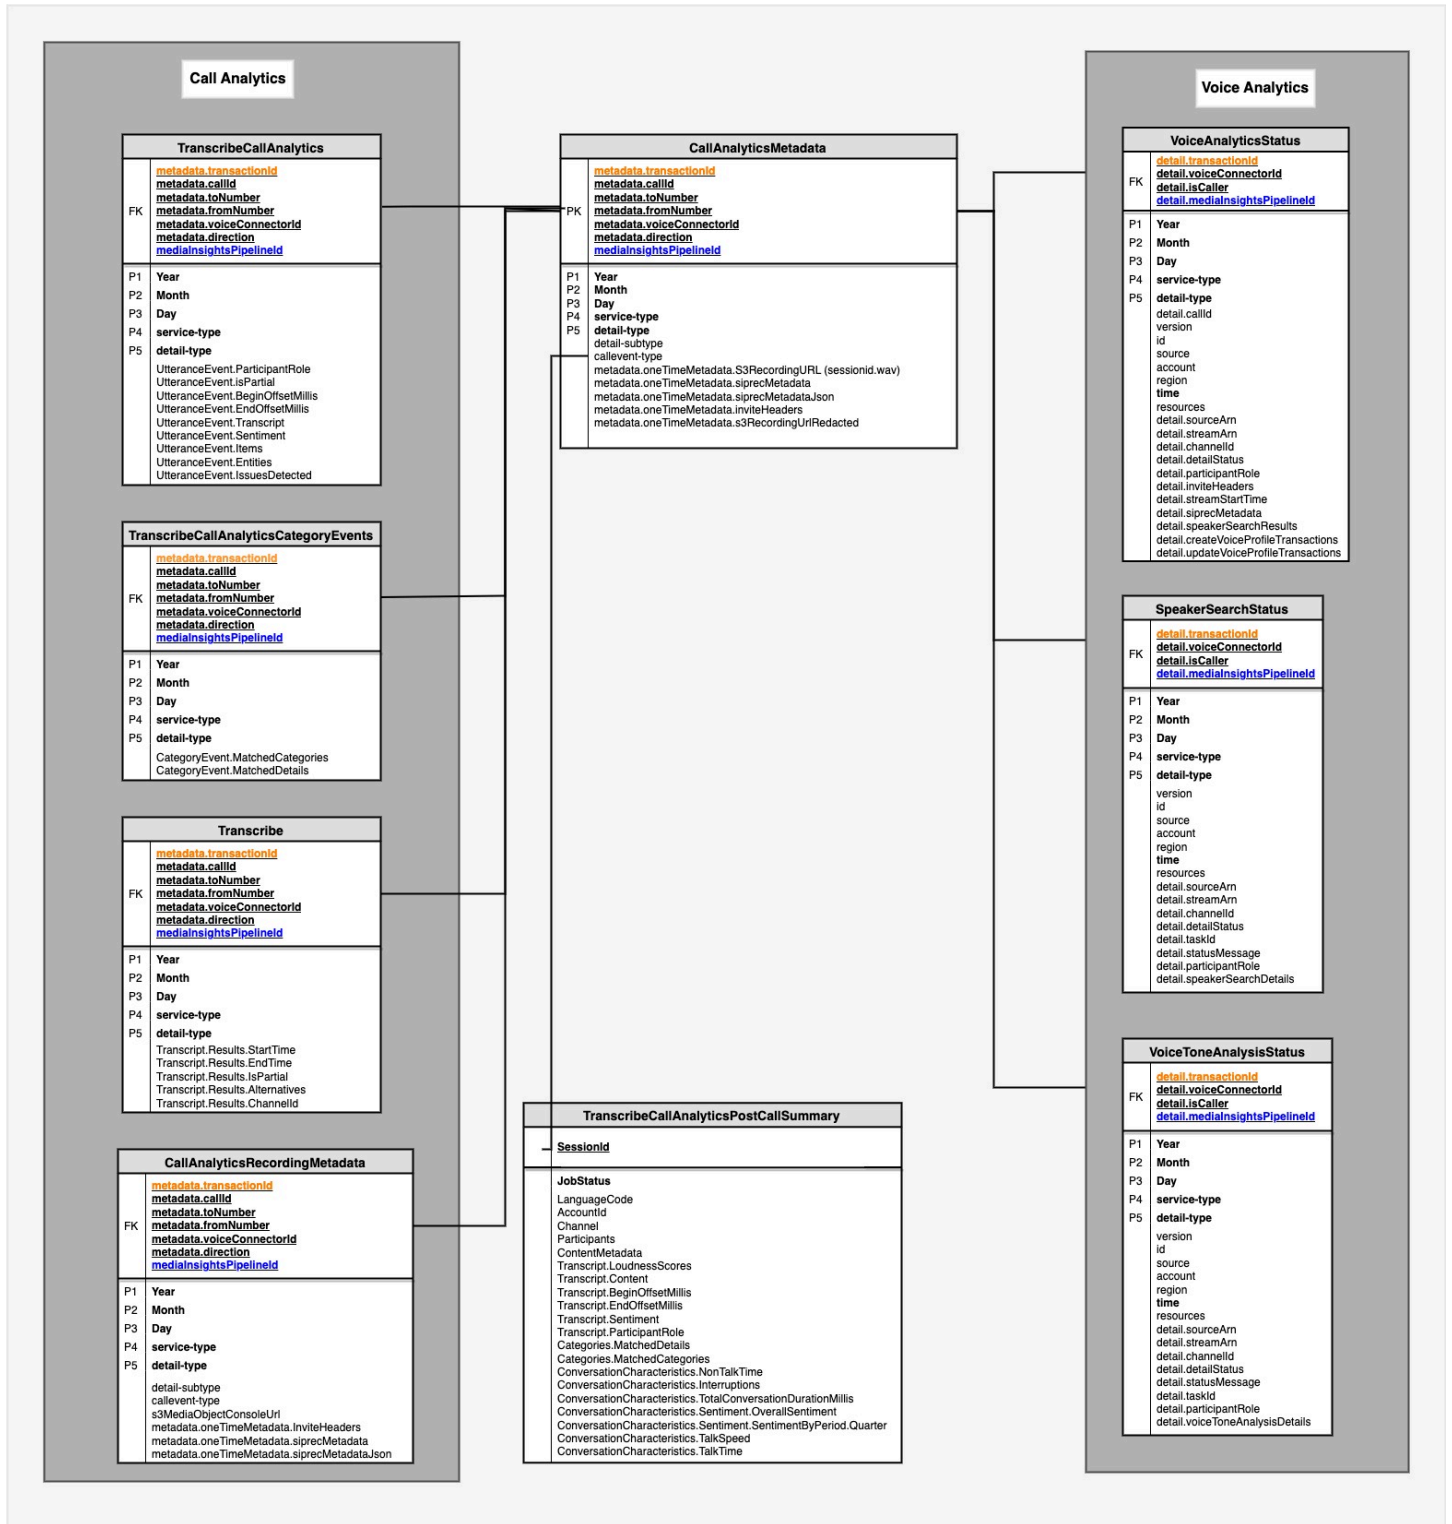 Call Analytics
TranscribeCallAnalytics
metadata.transactionId
metadata.callId
metadata.toNumber
FK metadata.fromNumber
metadata.voiceConnectorId
metadata.direction
mediaInsightsPipelineId
P1 Year
P2 Month
P3 Day
P4 service-type
P5 detail-type
UtteranceEvent.ParticipantRole
UtteranceEvent.isPartial
UtteranceEvent.BeginOffsetMillis
UtteranceEvent.EndOffsetMillis
UtteranceEvent.Transcript
UtteranceEvent.Sentiment
UtteranceEvent.Items
UtteranceEvent.Entities
UtteranceEvent.IssuesDetected
TranscribeCallAnalyticsCategoryEvents
metadata.transactionId
metadata.callId
metadata.toNumber
FK metadata.fromNumber
metadata.voiceConnectorId
metadata.direction
mediaInsightsPipelineId
P1 Year
P2 Month
P3 Day
P4 service-type
P5 detail-type
CategoryEvent.MatchedCategories
CategoryEvent.MatchedDetails
Transcribe
metadata.transactionId
metadata.callId
metadata.toNumber
FK metadata.fromNumber
metadata.voiceConnectorId
metadata.direction
mediaInsightsPipelineId
P1 Year
P2 Month
P3 Day
P4 service-type
P5 detail-type
Transcript.Results.StartTime
Transcript.Results.EndTime
Transcript.Results.IsPartial
Transcript.Results.Alternatives
Transcript.Results.ChannelId
CallAnalyticsRecordingMetadata
metadata.transactionId
metadata.callId
metadata.toNumber
FK metadata.fromNumber
metadata.voiceConnectorId
metadata.direction
mediaInsightsPipelineId
P1 Year
P2 Month
P3 Day
P4 service-type
P5 detail-type
detail-subtype
callevent-type
s3MediaObjectConsoleUrl
metadata.oneTimeMetadata.InviteHeaders
metadata.oneTimeMetadata.siprecMetadata
metadata.oneTimeMetadata.siprecMetadataJson
CallAnalyticsMetadata
metadata.transactionId
metadata.callId
metadata.toNumber
PK metadata.fromNumber
metadata.voiceConnectorId
metadata.direction
mediaInsightsPipelineId
P1 Year
P2 Month
P3 Day
P4 service-type
P5 detail-type
detail-subtype
callevent-type
metadata.oneTimeMetadata.S3RecordingURL (sessionid.wav)
metadata.oneTimeMetadata.siprecMetadata
metadata.oneTimeMetadata.siprecMetadataJson
metadata.oneTimeMetadata.inviteHeaders
metadata.oneTimeMetadata.s3RecordingUrlRedacted
TranscribeCallAnalyticsPostCallSummary
SessionId
JobStatus
LanguageCode
AccountId
Channel
Participants
ContentMetadata
Transcript.LoudnessScores
Transcript.Content
Transcript.BeginOffsetMillis
Transcript.EndOffsetMillis
Transcript.Sentiment
Transcript.ParticipantRole
Categories.MatchedDetails
Categories.MatchedCategories
ConversationCharacteristics.NonTalkTime
ConversationCharacteristics.Interruptions
ConversationCharacteristics.TotalConversationDurationMillis
ConversationCharacteristics.Sentiment.OverallSentiment
ConversationCharacteristics.Sentiment.SentimentByPeriod.Quarter
ConversationCharacteristics.TalkSpeed
ConversationCharacteristics.TalkTime
Voice Analytics
VoiceAnalyticsStatus
detail.transactionId
detail.voiceConnectorId
FK detail.isCaller
detail.mediaInsightsPipelineId
P1 Year
P2 Month
P3 Day
P4 service-type
P5 detail-type
detail.callId
version
id
source
account
region
time
resources
detail.sourceArn
detail.streamArn
detail.channelId
detail.detailStatus
detail.participantRole
detail.inviteHeaders
detail.streamStartTime
detail.siprecMetadata
detail.speakerSearchResults
detail.createVoiceProfileTransactions
detail.updateVoiceProfileTransactions
SpeakerSearchStatus
detail.transactionId
detail.voiceConnectorId
FK detail.isCaller
detail.mediaInsightsPipelineId
P1 Year
P2 Month
P3 Day
P4 service-type
P5 detail-type
version
id
source
account
region
time
resources
detail.sourceArn
detail.streamArn
detail.channelId
detail.detailStatus
detail.taskId
detail.statusMessage
detail.participantRole
detail.speakerSearchDetails
VoiceToneAnalysisStatus
detail.transactionId
detail.voiceConnectorId
FK detail.isCaller
detail.mediaInsightsPipelineId
P1 Year
P2 Month
P3 Day
P4 service-type
P5 detail-type
version
id
source
account
region
time
resources
detail.sourceArn
detail.streamArn
detail.channelId
detail.detailStatus
detail.statusMessage
detail.taskId
detail.participantRole
detail.voiceToneAnalysisDetails